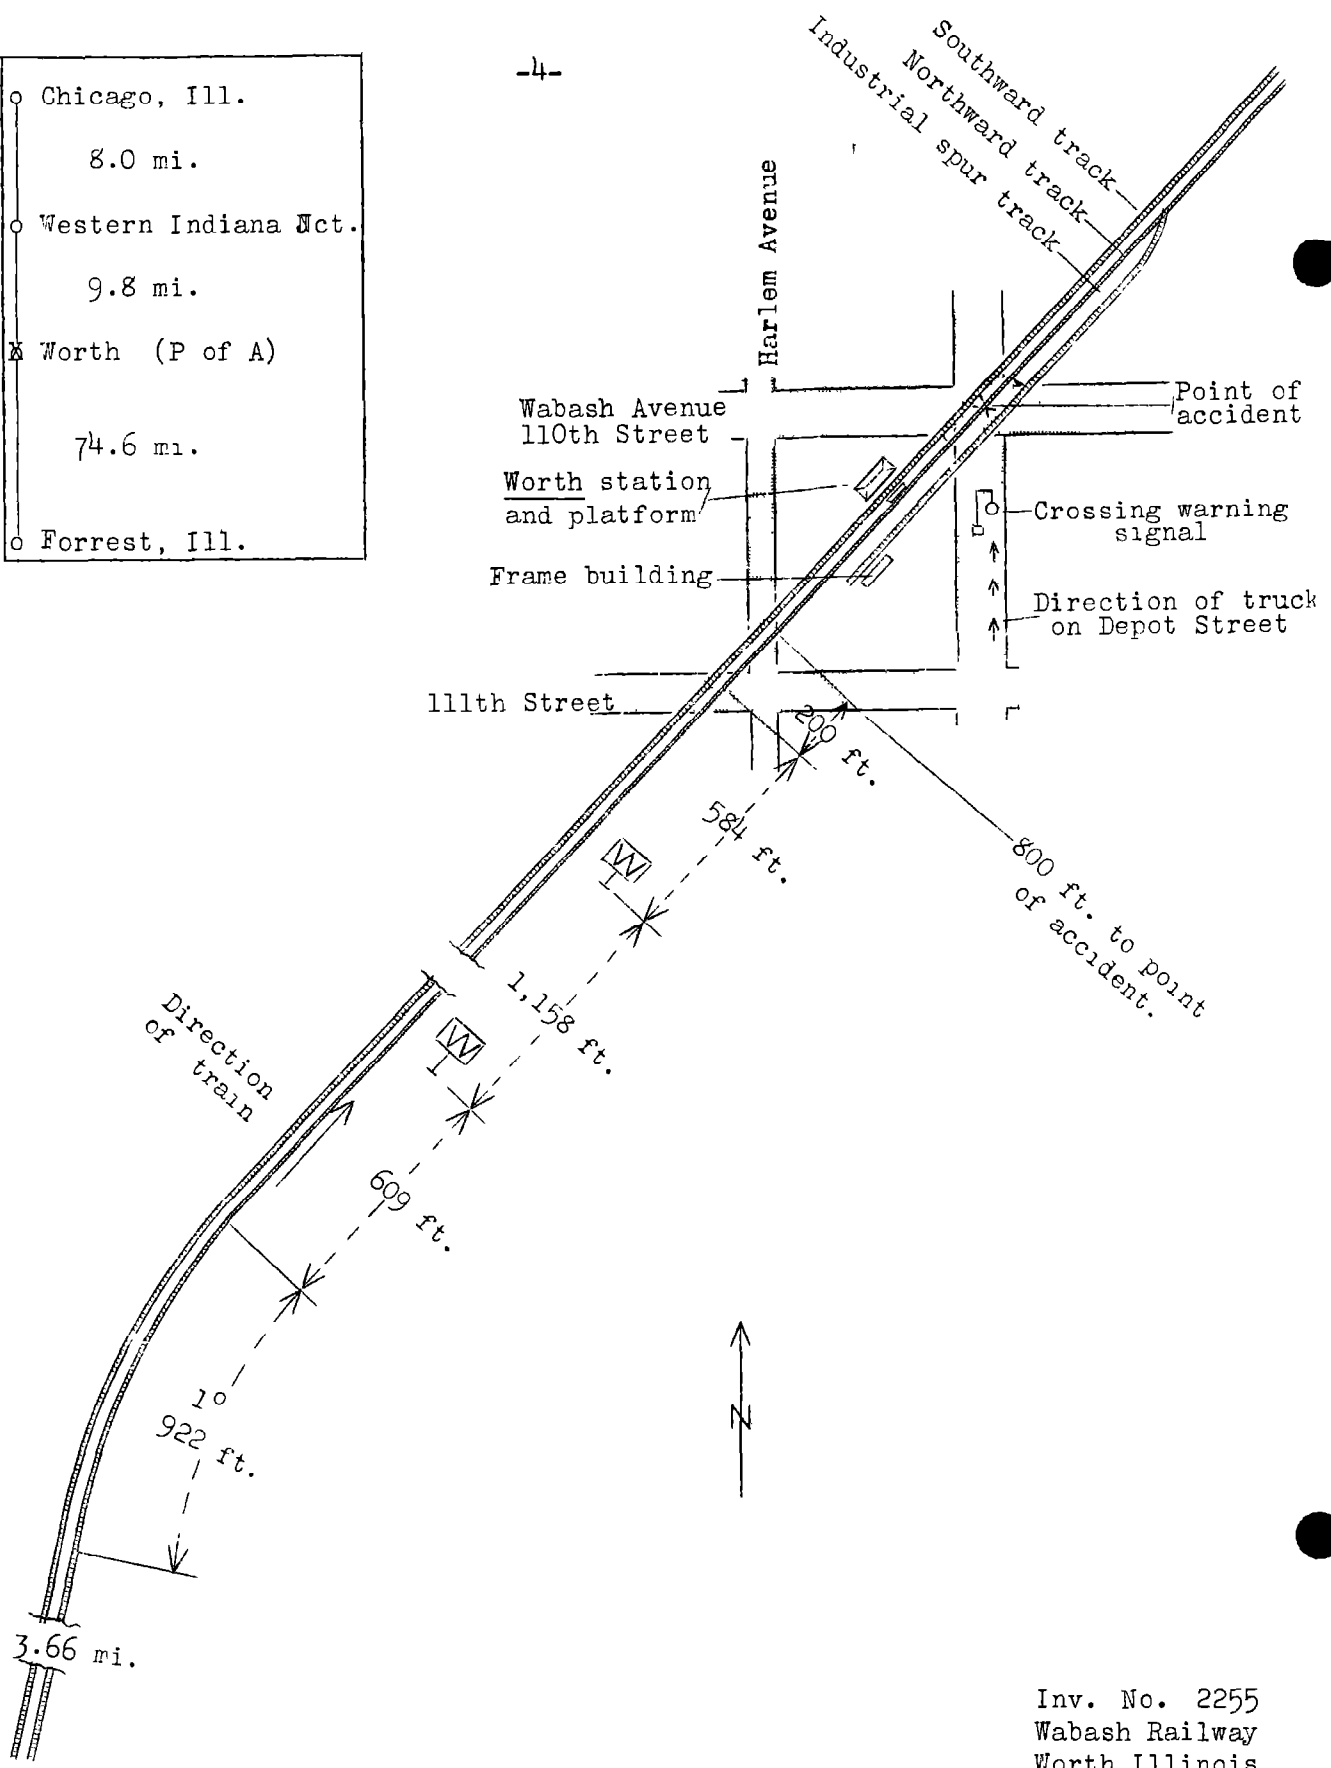 -4-
Chicago, Ill.
8.0 mi.
Western Indiana Jct.
9.8 mi.
X Worth (P of A)
74.6 mi.
Forrest, Ill.
Southward track
Northward track
Industrial spur track
Harlem Avenue
Wabash Avenue
110th Street
Point of
accident
Worth station
and platform
Crossing warning
signal
Frame building
Direction of truck
on Depot Street
111th Street
200 ft.
584 ft.
W
800 ft. to point
of accident.
1,158 ft.
Direction
of train
W
609 ft.
1°
922 ft.
N
3.66 mi.
Inv. No. 2255
Wabash Railway
Worth Illinois